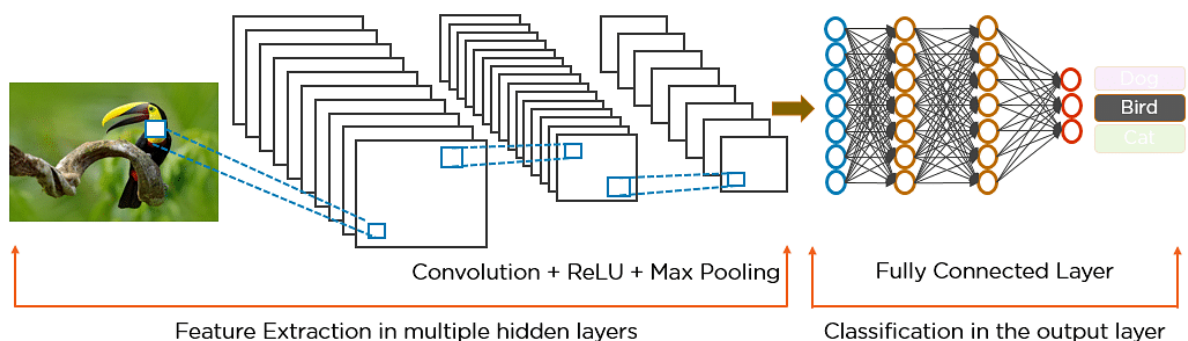 Dog
Bird
Cat
Convolution + ReLU + Max Pooling
Fully Connected Layer
Feature Extraction in multiple hidden layers
Classification in the output layer